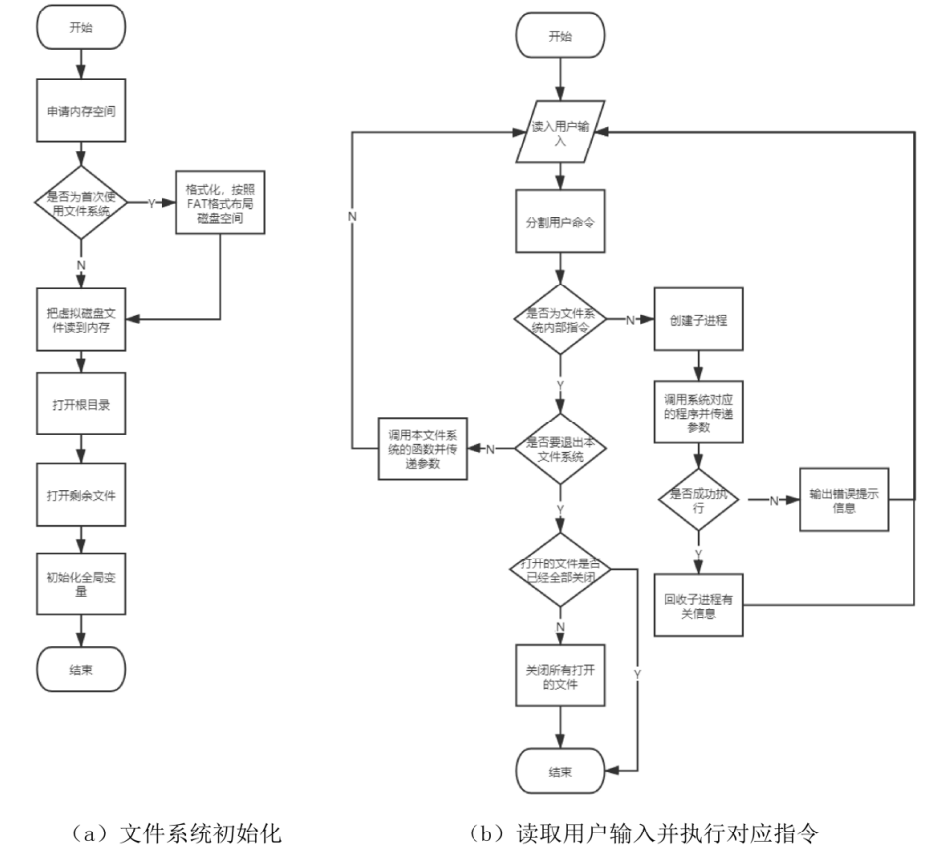 开始
申请内存空间
是否为首次使
用文件系统
Y
格式化，按照
FAT格式布局
磁盘空间
N
把虚拟磁盘文
件读到内存
打开根目录
打开剩余文件
初始化全局变
量
结束
（a）文件系统初始化
开始
读入用户输
入
分割用户命令
是否为文件系
统内部指令
N
创建子进程
调用系统对应
的程序并传递
参数
是否成功执
行
N
输出错误提示
信息
Y
回收子进程有
关信息
Y
是否要退出本
文件系统
N
调用本文件系
统的函数并传
递参数
N
Y
打开的文件是否
已经全部关闭
N
关闭所有打开
的文件
Y
结束
（b）读取用户输入并执行对应指令